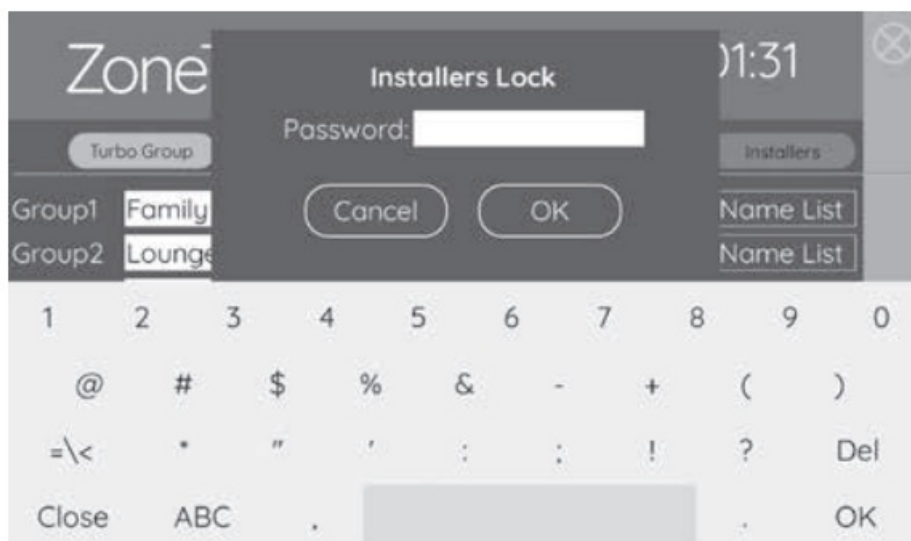 Zone
Installers Lock
01:31
Password:
Turbo Group
Installers
Cancel
OK
Group1 Family Name List
Group2 Lounge Name List
1 2 3 4 5 6 7 8 9 0
@ # $ % & - + ( )
=\< * " ' : ; ! ? Del
Close ABC , . OK